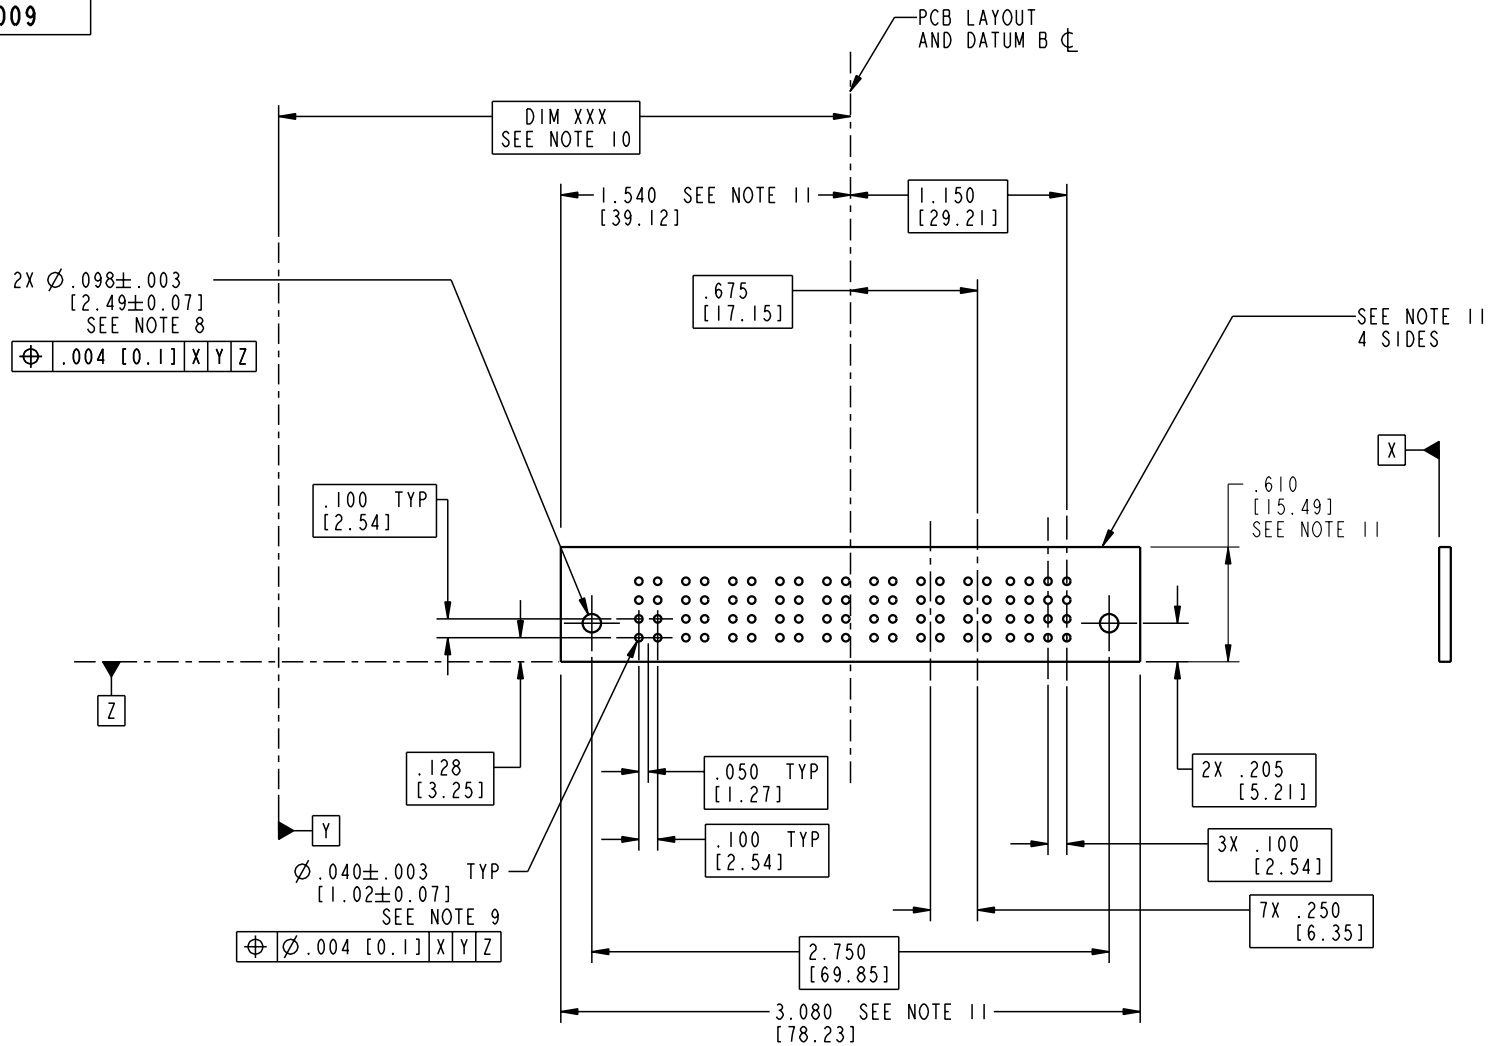 009
PCB LAYOUT
AND DATUM B ℄
DIM XXX
SEE NOTE 10
1.540 SEE NOTE 11
[39.12]
1.150
[29.21]
2X Ø.098±.003
[2.49±0.07]
SEE NOTE 8
⌖ .004 [0.1] X Y Z
.675
[17.15]
SEE NOTE 11
4 SIDES
X
.100 TYP
[2.54]
.610
[15.49]
SEE NOTE 11
Z
.128
[3.25]
.050 TYP
[1.27]
2X .205
[5.21]
Y
.100 TYP
[2.54]
3X .100
[2.54]
Ø.040±.003 TYP
[1.02±0.07]
SEE NOTE 9
⌖ Ø.004 [0.1] X Y Z
7X .250
[6.35]
2.750
[69.85]
3.080 SEE NOTE 11
[78.23]